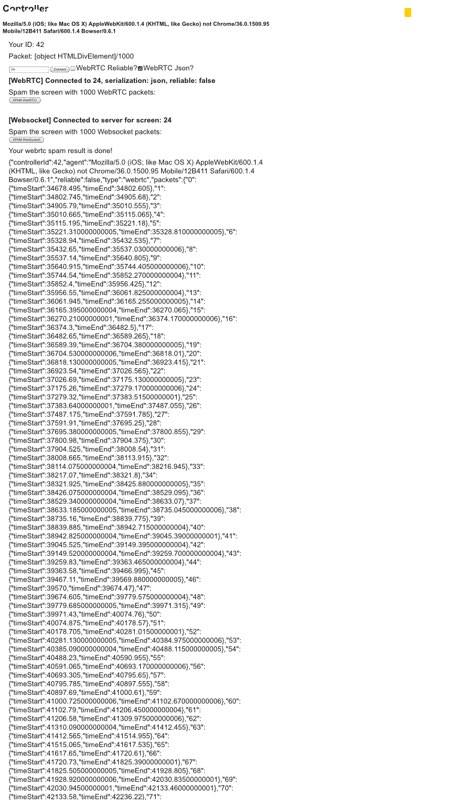 Controller
Mozilla/5.0 (iOS; like Mac OS X) AppleWebKit/600.1.4 (KHTML, like Gecko) not Chrome/36.0.1500.95
Mobile/12B411 Safari/600.1.4 Bowser/0.6.1
Your ID: 42
Packet: [object HTMLDivElement]/1000
WebRTC Reliable? WebRTC Json?
[WebRTC] Connected to 24, serialization: json, reliable: false
Spam the screen with 1000 WebRTC packets:
[Websocket] Connected to server for screen: 24
Spam the screen with 1000 Websocket packets:
Your webrtc spam result is done!
{"controllerId":42,"agent":"Mozilla/5.0 (iOS; like Mac OS X) AppleWebKit/600.1.4
(KHTML, like Gecko) not Chrome/36.0.1500.95 Mobile/12B411 Safari/600.1.4
Bowser/0.6.1","reliable":false,"type":"webrtc","packets":{"0":
{"timeStart":34678.495,"timeEnd":34802.605},"1":
{"timeStart":34802.745,"timeEnd":34905.68},"2":
{"timeStart":34905.79,"timeEnd":35010.555},"3":
{"timeStart":35010.665,"timeEnd":35115.065},"4":
{"timeStart":35115.195,"timeEnd":35221.18},"5":
{"timeStart":35221.310000000005,"timeEnd":35328.810000000005},"6":
{"timeStart":35328.94,"timeEnd":35432.535},"7":
{"timeStart":35432.65,"timeEnd":35537.030000000006},"8":
{"timeStart":35537.14,"timeEnd":35640.805},"9":
{"timeStart":35640.915,"timeEnd":35744.405000000006},"10":
{"timeStart":35744.54,"timeEnd":35852.270000000004},"11":
{"timeStart":35852.4,"timeEnd":35956.425},"12":
{"timeStart":35956.55,"timeEnd":36061.825000000004},"13":
{"timeStart":36061.945,"timeEnd":36165.255000000005},"14":
{"timeStart":36165.395000000004,"timeEnd":36270.065},"15":
{"timeStart":36270.21000000001,"timeEnd":36374.170000000006},"16":
{"timeStart":36374.3,"timeEnd":36482.5},"17":
{"timeStart":36482.65,"timeEnd":36589.265},"18":
{"timeStart":36589.39,"timeEnd":36704.380000000005},"19":
{"timeStart":36704.530000000006,"timeEnd":36818.01},"20":
{"timeStart":36818.130000000005,"timeEnd":36923.415},"21":
{"timeStart":36923.54,"timeEnd":37026.565},"22":
{"timeStart":37026.69,"timeEnd":37175.130000000005},"23":
{"timeStart":37175.26,"timeEnd":37279.170000000006},"24":
{"timeStart":37279.32,"timeEnd":37383.51500000001},"25":
{"timeStart":37383.64000000001,"timeEnd":37487.055},"26":
{"timeStart":37487.175,"timeEnd":37591.785},"27":
{"timeStart":37591.91,"timeEnd":37695.25},"28":
{"timeStart":37695.380000000005,"timeEnd":37800.855},"29":
{"timeStart":37800.98,"timeEnd":37904.375},"30":
{"timeStart":37904.525,"timeEnd":38008.54},"31":
{"timeStart":38008.665,"timeEnd":38113.915},"32":
{"timeStart":38114.075000000004,"timeEnd":38216.945},"33":
{"timeStart":38217.07,"timeEnd":38321.8},"34":
{"timeStart":38321.925,"timeEnd":38425.880000000005},"35":
{"timeStart":38426.075000000004,"timeEnd":38529.095},"36":
{"timeStart":38529.340000000004,"timeEnd":38633.07},"37":
{"timeStart":38633.185000000005,"timeEnd":38735.045000000006},"38":
{"timeStart":38735.16,"timeEnd":38839.775},"39":
{"timeStart":38839.885,"timeEnd":38942.715000000004},"40":
{"timeStart":38942.825000000004,"timeEnd":39045.39000000001},"41":
{"timeStart":39045.525,"timeEnd":39149.395000000004},"42":
{"timeStart":39149.520000000004,"timeEnd":39259.700000000004},"43":
{"timeStart":39259.83,"timeEnd":39363.465000000004},"44":
{"timeStart":39363.58,"timeEnd":39466.995},"45":
{"timeStart":39467.11,"timeEnd":39569.880000000005},"46":
{"timeStart":39570,"timeEnd":39674.47},"47":
{"timeStart":39674.605,"timeEnd":39779.575000000004},"48":
{"timeStart":39779.685000000005,"timeEnd":39971.315},"49":
{"timeStart":39971.43,"timeEnd":40074.76},"50":
{"timeStart":40074.875,"timeEnd":40178.57},"51":
{"timeStart":40178.705,"timeEnd":40281.01500000001},"52":
{"timeStart":40281.130000000005,"timeEnd":40384.975000000006},"53":
{"timeStart":40385.090000000004,"timeEnd":40488.115000000005},"54":
{"timeStart":40488.23,"timeEnd":40590.955},"55":
{"timeStart":40591.065,"timeEnd":40693.170000000006},"56":
{"timeStart":40693.305,"timeEnd":40795.65},"57":
{"timeStart":40795.785,"timeEnd":40897.555},"58":
{"timeStart":40897.69,"timeEnd":41000.61},"59":
{"timeStart":41000.725000000006,"timeEnd":41102.670000000006},"60":
{"timeStart":41102.79,"timeEnd":41206.450000000004},"61":
{"timeStart":41206.58,"timeEnd":41309.975000000006},"62":
{"timeStart":41310.090000000004,"timeEnd":41412.455},"63":
{"timeStart":41412.565,"timeEnd":41514.955},"64":
{"timeStart":41515.065,"timeEnd":41617.535},"65":
{"timeStart":41617.65,"timeEnd":41720.61},"66":
{"timeStart":41720.73,"timeEnd":41825.39000000001},"67":
{"timeStart":41825.505000000005,"timeEnd":41928.805},"68":
{"timeStart":41928.920000000006,"timeEnd":42030.83500000001},"69":
{"timeStart":42030.94500000001,"timeEnd":42133.46000000001},"70":
{"timeStart":42133.58,"timeEnd":42236.22},"71":